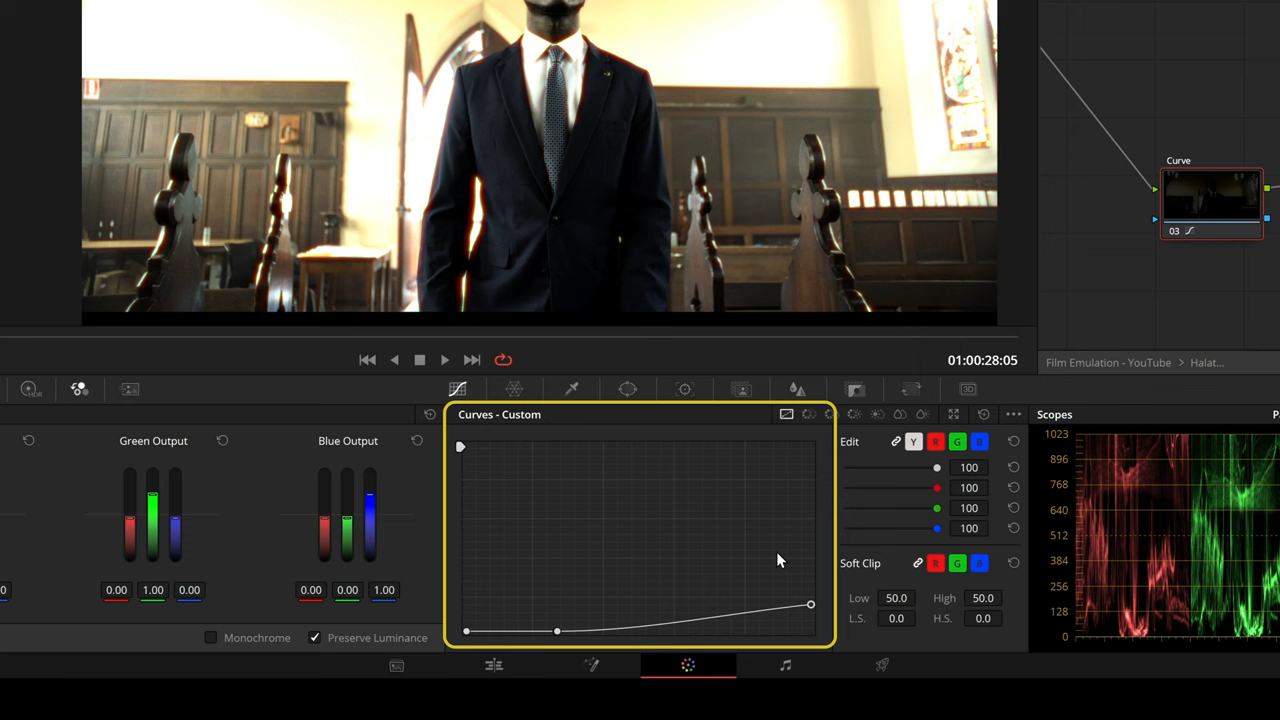 Curve
03
01:00:28:05
Film Emulation - YouTube > Halat...
HDR
3D
Curves - Custom
Scopes
P
Green Output
Blue Output
Edit
Y R G B
1023
896
768
640
512
384
256
128
0
100
100
100
100
Soft Clip
R G B
0 0.00 1.00 0.00
0.00 0.00 1.00
Low 50.0 High 50.0
L.S. 0.0 H.S. 0.0
Monochrome
Preserve Luminance